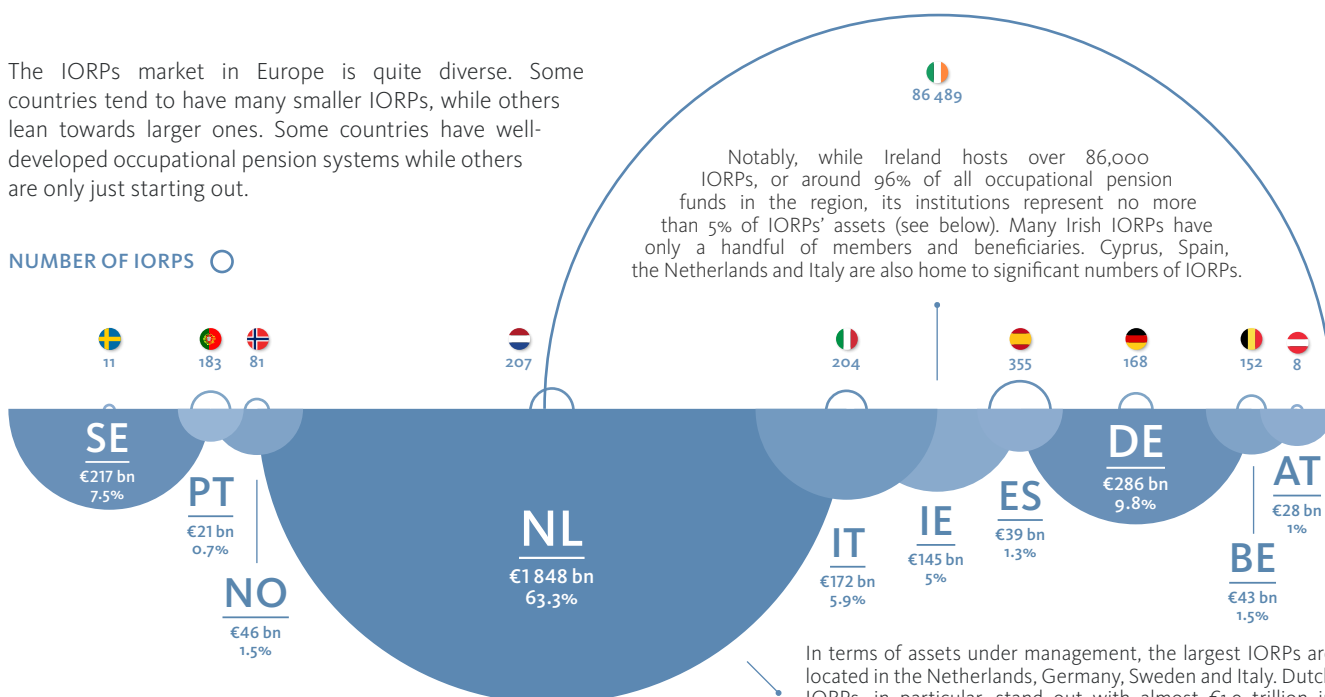 The IORPs market in Europe is quite diverse. Some
countries tend to have many smaller IORPs, while others
lean towards larger ones. Some countries have well-
developed occupational pension systems while others
are only just starting out.
NUMBER OF IORPS
86 489
Notably, while Ireland hosts over 86,000
IORPs, or around 96% of all occupational pension
funds in the region, its institutions represent no more
than 5% of IORPs' assets (see below). Many Irish IORPs have
only a handful of members and beneficiaries. Cyprus, Spain,
the Netherlands and Italy are also home to significant numbers of IORPs.
11
183
81
207
204
355
168
152
8
SE
€217 bn
7.5%
PT
€21 bn
0.7%
NO
€46 bn
1.5%
NL
€1 848 bn
63.3%
IT
€172 bn
5.9%
IE
€145 bn
5%
ES
€39 bn
1.3%
DE
€286 bn
9.8%
BE
€43 bn
1.5%
AT
€28 bn
1%
In terms of assets under management, the largest IORPs are
located in the Netherlands, Germany, Sweden and Italy. Dutch
IORPs, in particular, stand out with almost